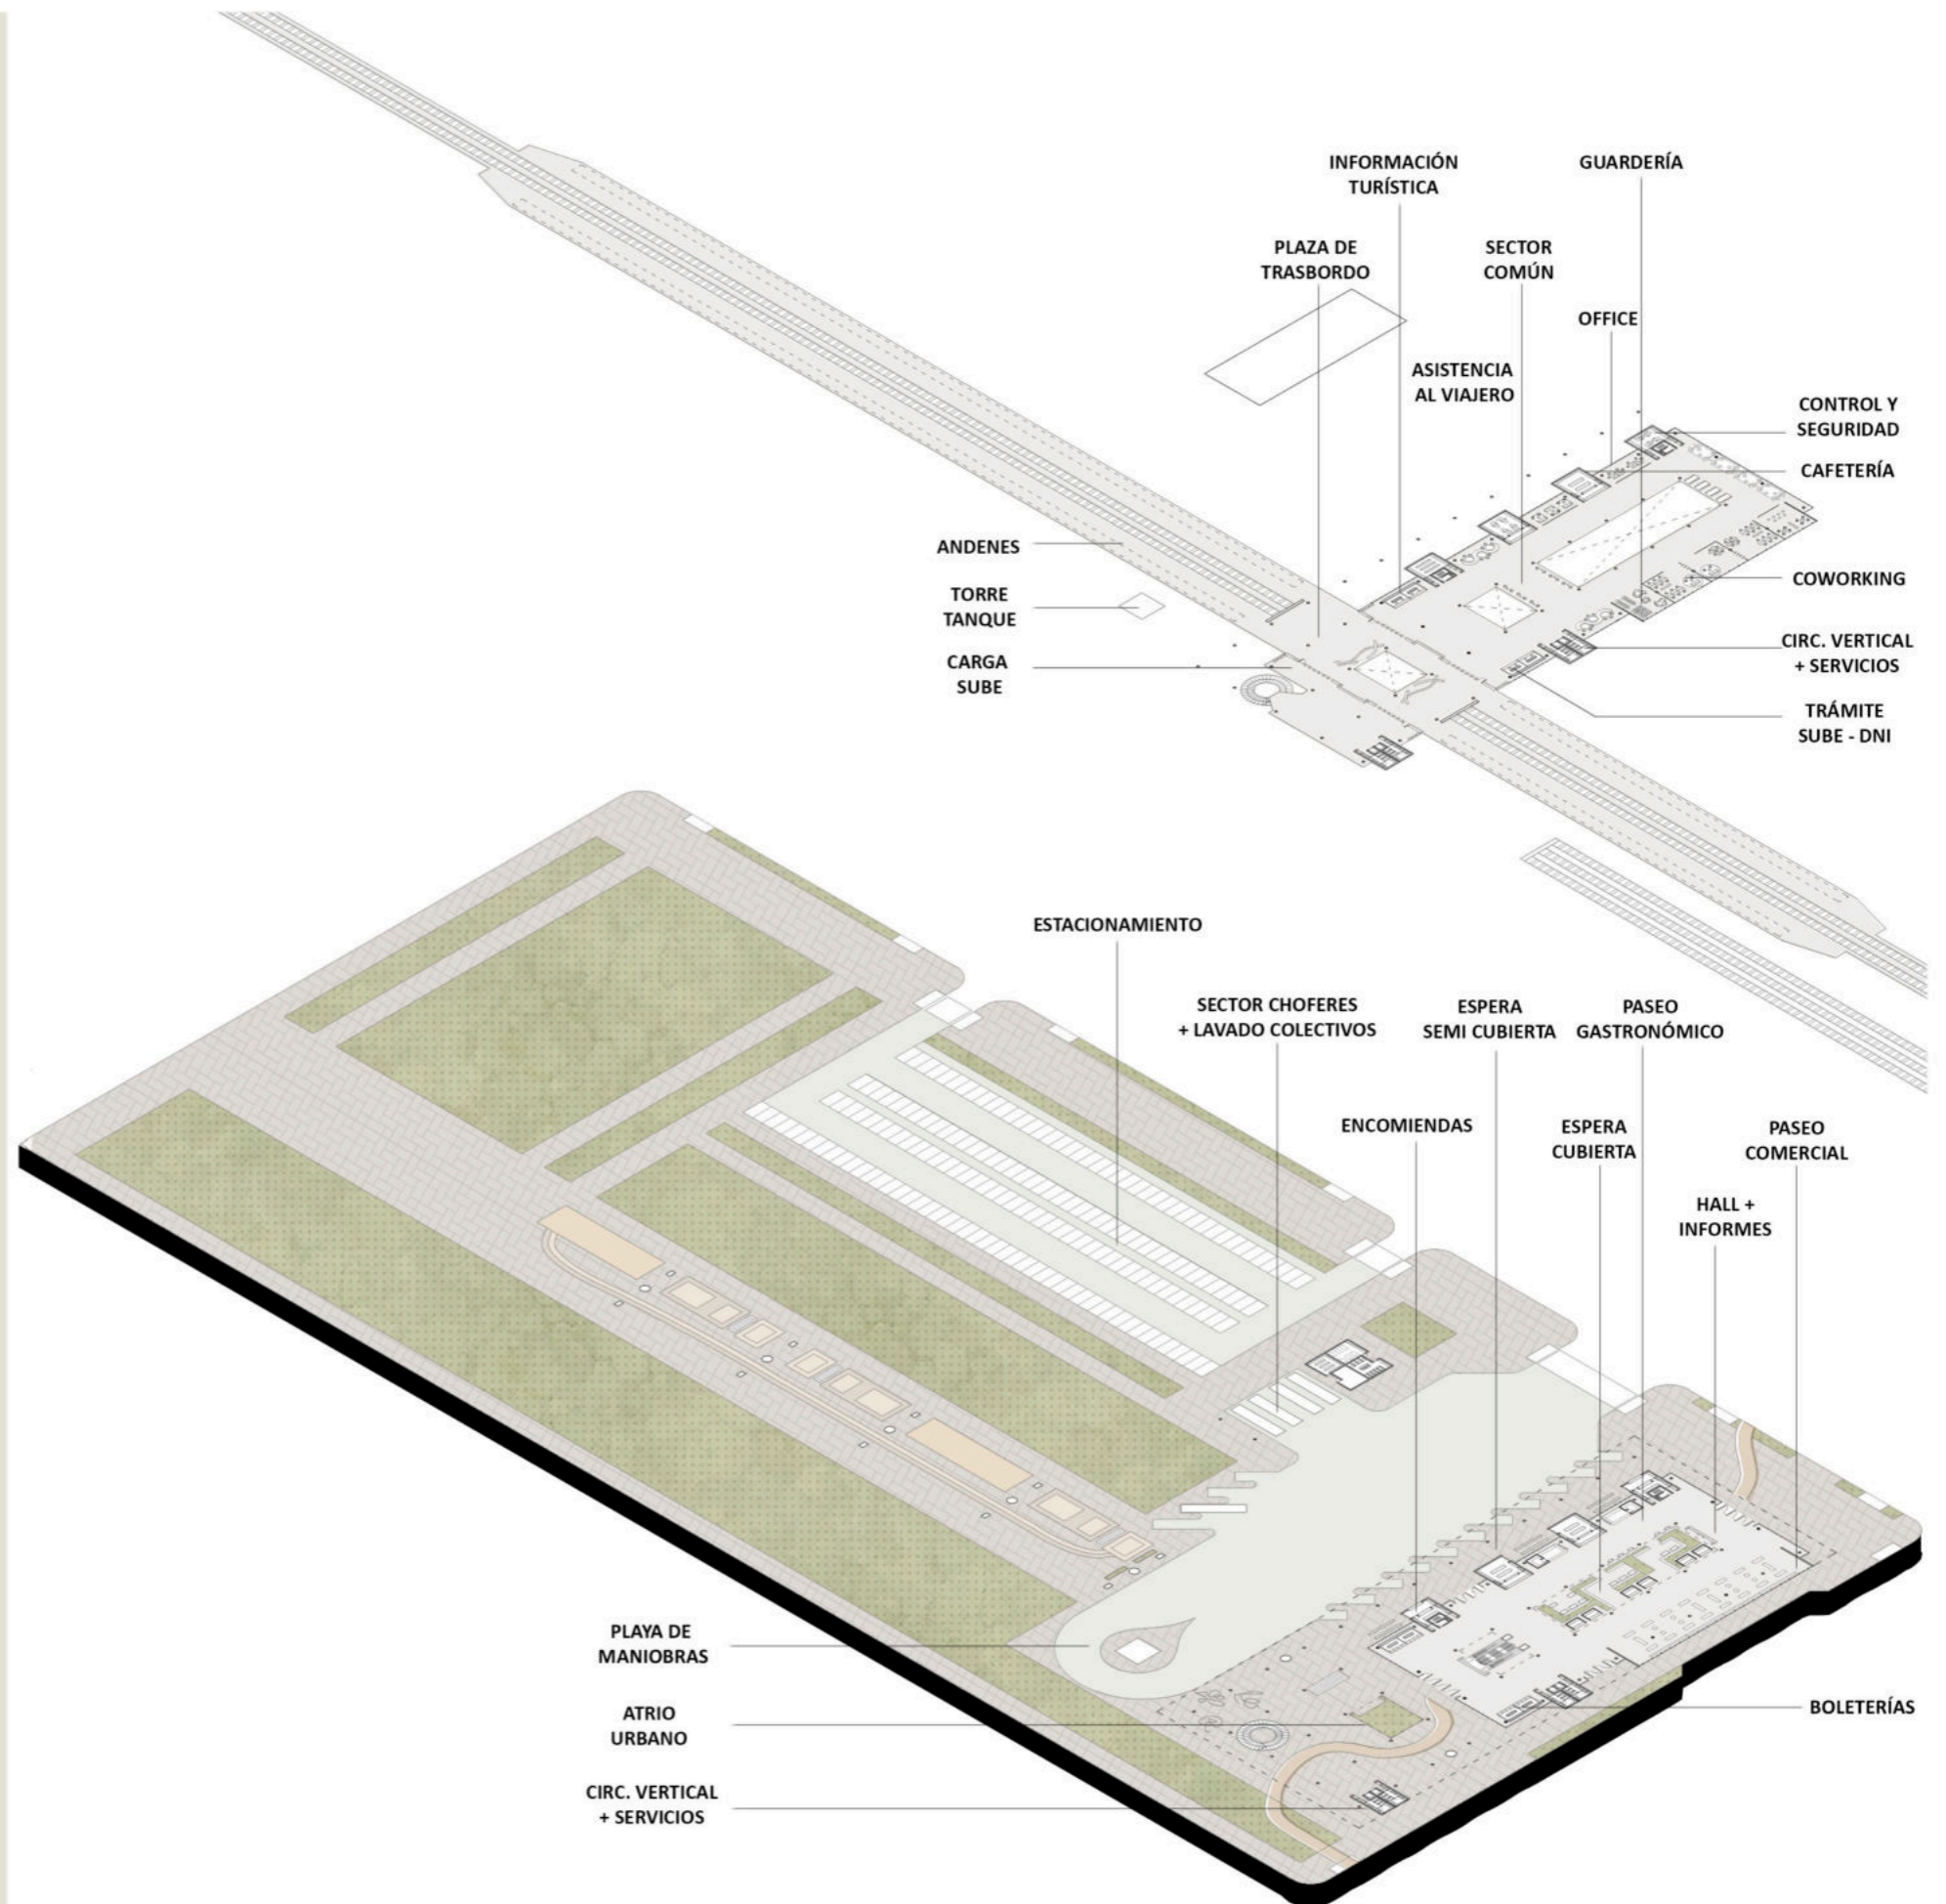 INFORMACIÓN
TURÍSTICA
GUARDERÍA
PLAZA DE
TRASBORDO
SECTOR
COMÚN
OFFICE
ASISTENCIA
AL VIAJERO
CONTROL Y
SEGURIDAD
CAFETERÍA
ANDENES
COWORKING
TORRE
TANQUE
CIRC. VERTICAL
+ SERVICIOS
CARGA
SUBE
TRÁMITE
SUBE - DNI
ESTACIONAMIENTO
SECTOR CHOFERES
+ LAVADO COLECTIVOS
ESPERA
SEMI CUBIERTA
PASEO
GASTRONÓMICO
ENCOMIENDAS
ESPERA
CUBIERTA
PASEO
COMERCIAL
HALL +
INFORMES
PLAYA DE
MANIOBRAS
ATRIO
URBANO
BOLETERÍAS
CIRC. VERTICAL
+ SERVICIOS